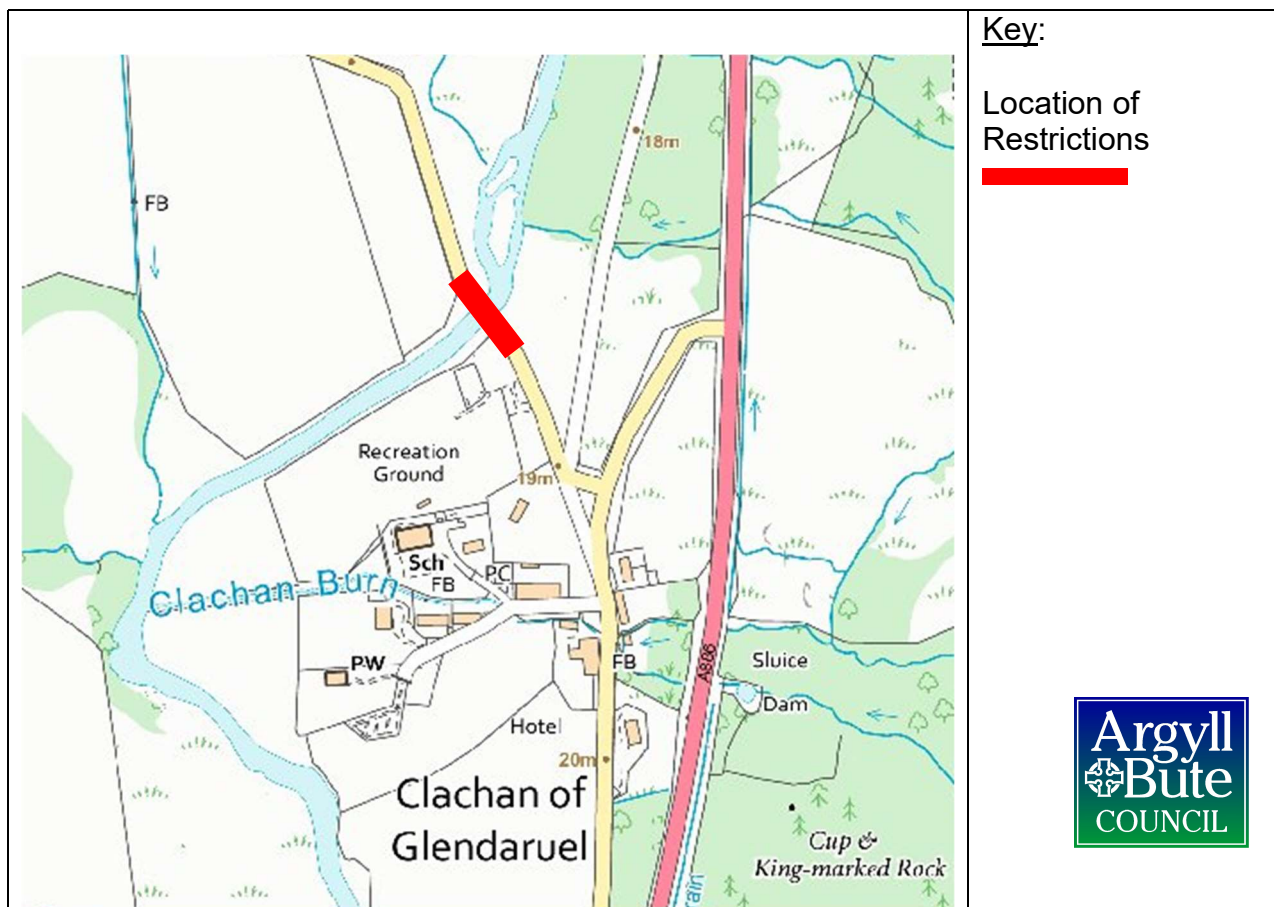 Key:
Location of
Restrictions
18m
FB
Recreation
Ground
19m
Sch
FB
PC
Clachan Burn
PW
FB
A886
Sluice
Dam
Hotel
20m
Clachan of
Glendaruel
Cup &
King-marked Rock
rain
Argyll
Bute
COUNCIL